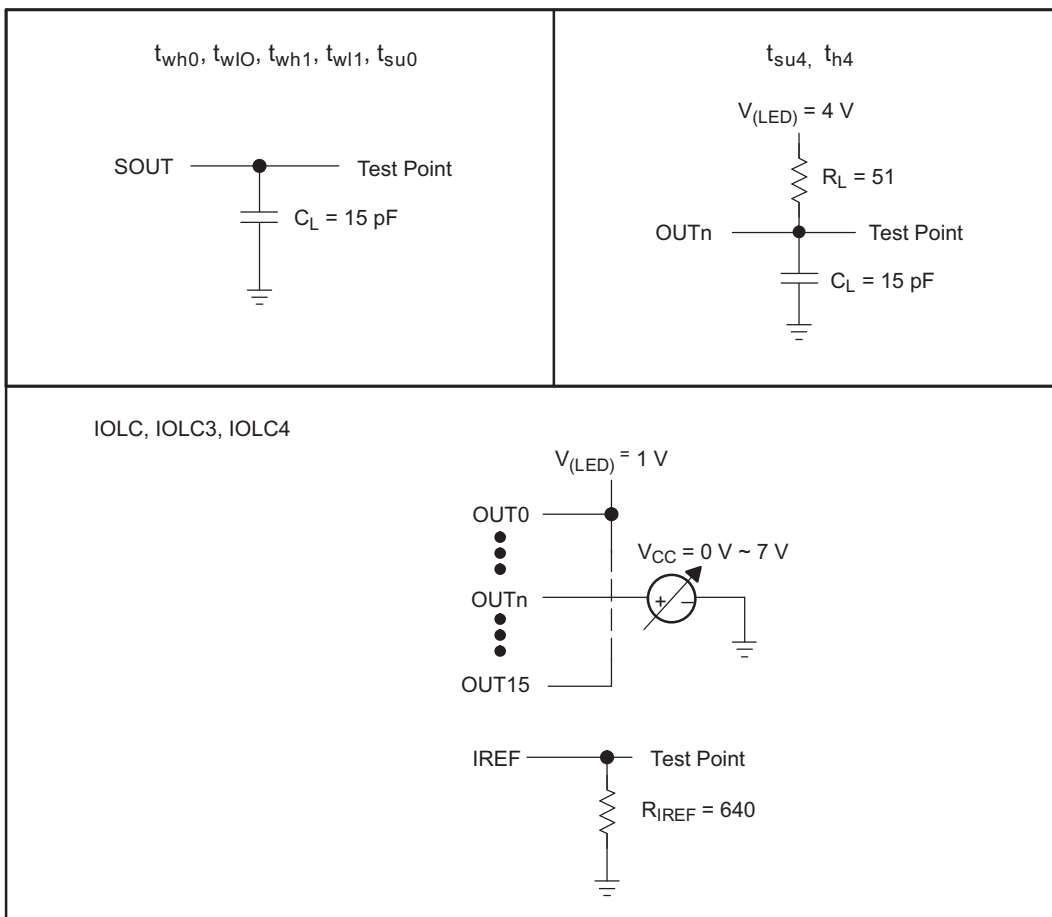 twh0, twlO, twh1, twl1, tsu0
SOUT
Test Point
CL = 15 pF
tsu4, th4
V(LED) = 4 V
RL = 51
OUTn
Test Point
CL = 15 pF
IOLC, IOLC3, IOLC4
V(LED) = 1 V
OUT0
VCC = 0 V ~ 7 V
OUTn
+ −
OUT15
IREF
Test Point
RIREF = 640